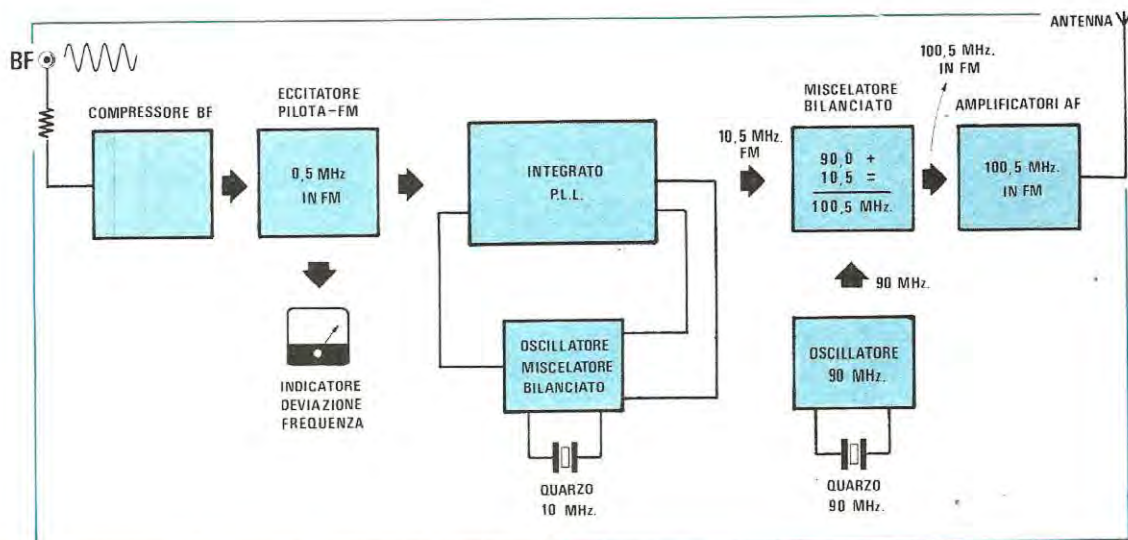 BF
COMPRESSORE BF
ECCITATORE
PILOTA-FM
0,5 MHz
IN FM
INDICATORE
DEVIAZIONE
FREQUENZA
INTEGRATO
P.L.L.
OSCILLATORE
MISCELATORE
BILANCIATO
QUARZO
10 MHz.
10,5 MHz.
FM
MISCELATORE
BILANCIATO
90,0 +
10,5 =
100,5 MHz.
90 MHz.
OSCILLATORE
90 MHz.
QUARZO
90 MHz.
100,5 MHz.
IN FM
AMPLIFICATORI AF
100,5 MHz.
IN FM
ANTENNA